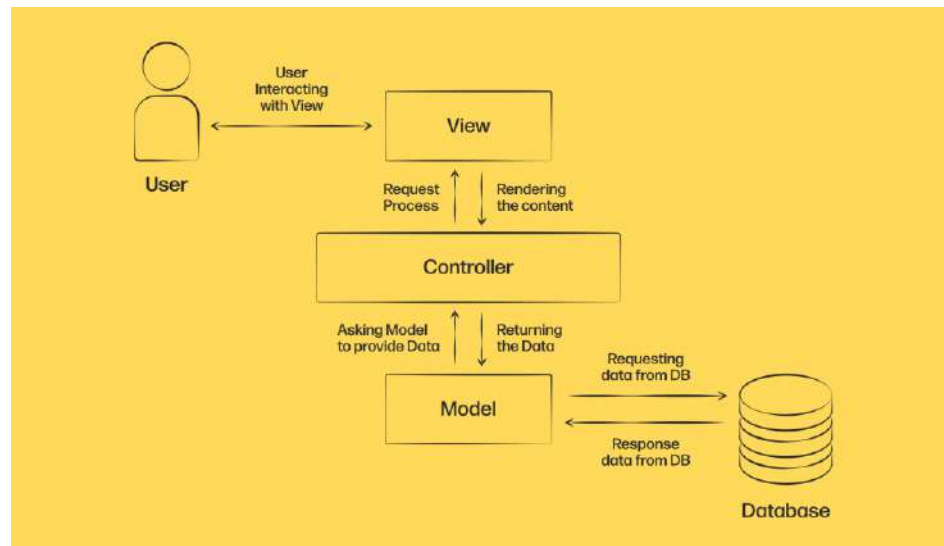 User
Interacting
with View
View
User
Request
Process
Rendering
the content
Controller
Asking Model
to provide Data
Returning
the Data
Requesting
data from DB
Model
Response
data from DB
Database